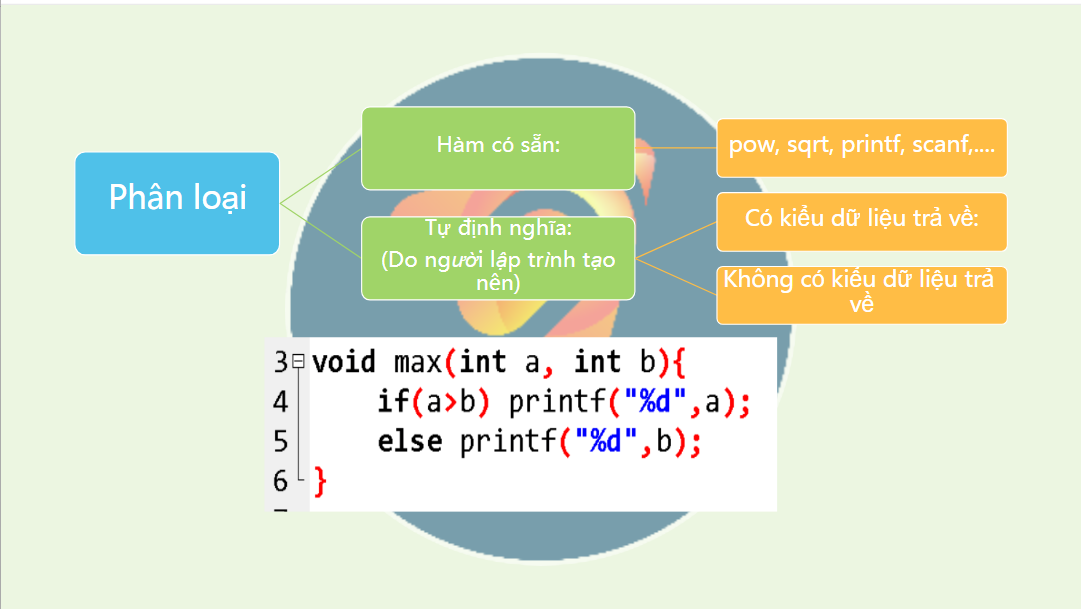 Phân loại
Hàm có sẵn:
pow, sqrt, printf, scanf,....
Tự định nghĩa:
(Do người lập trình tạo
nên)
Có kiểu dữ liệu trả về:
Không có kiểu dữ liệu trả
về
3 void max(int a, int b){
4 if(a>b) printf("%d",a);
5 else printf("%d",b);
6 }